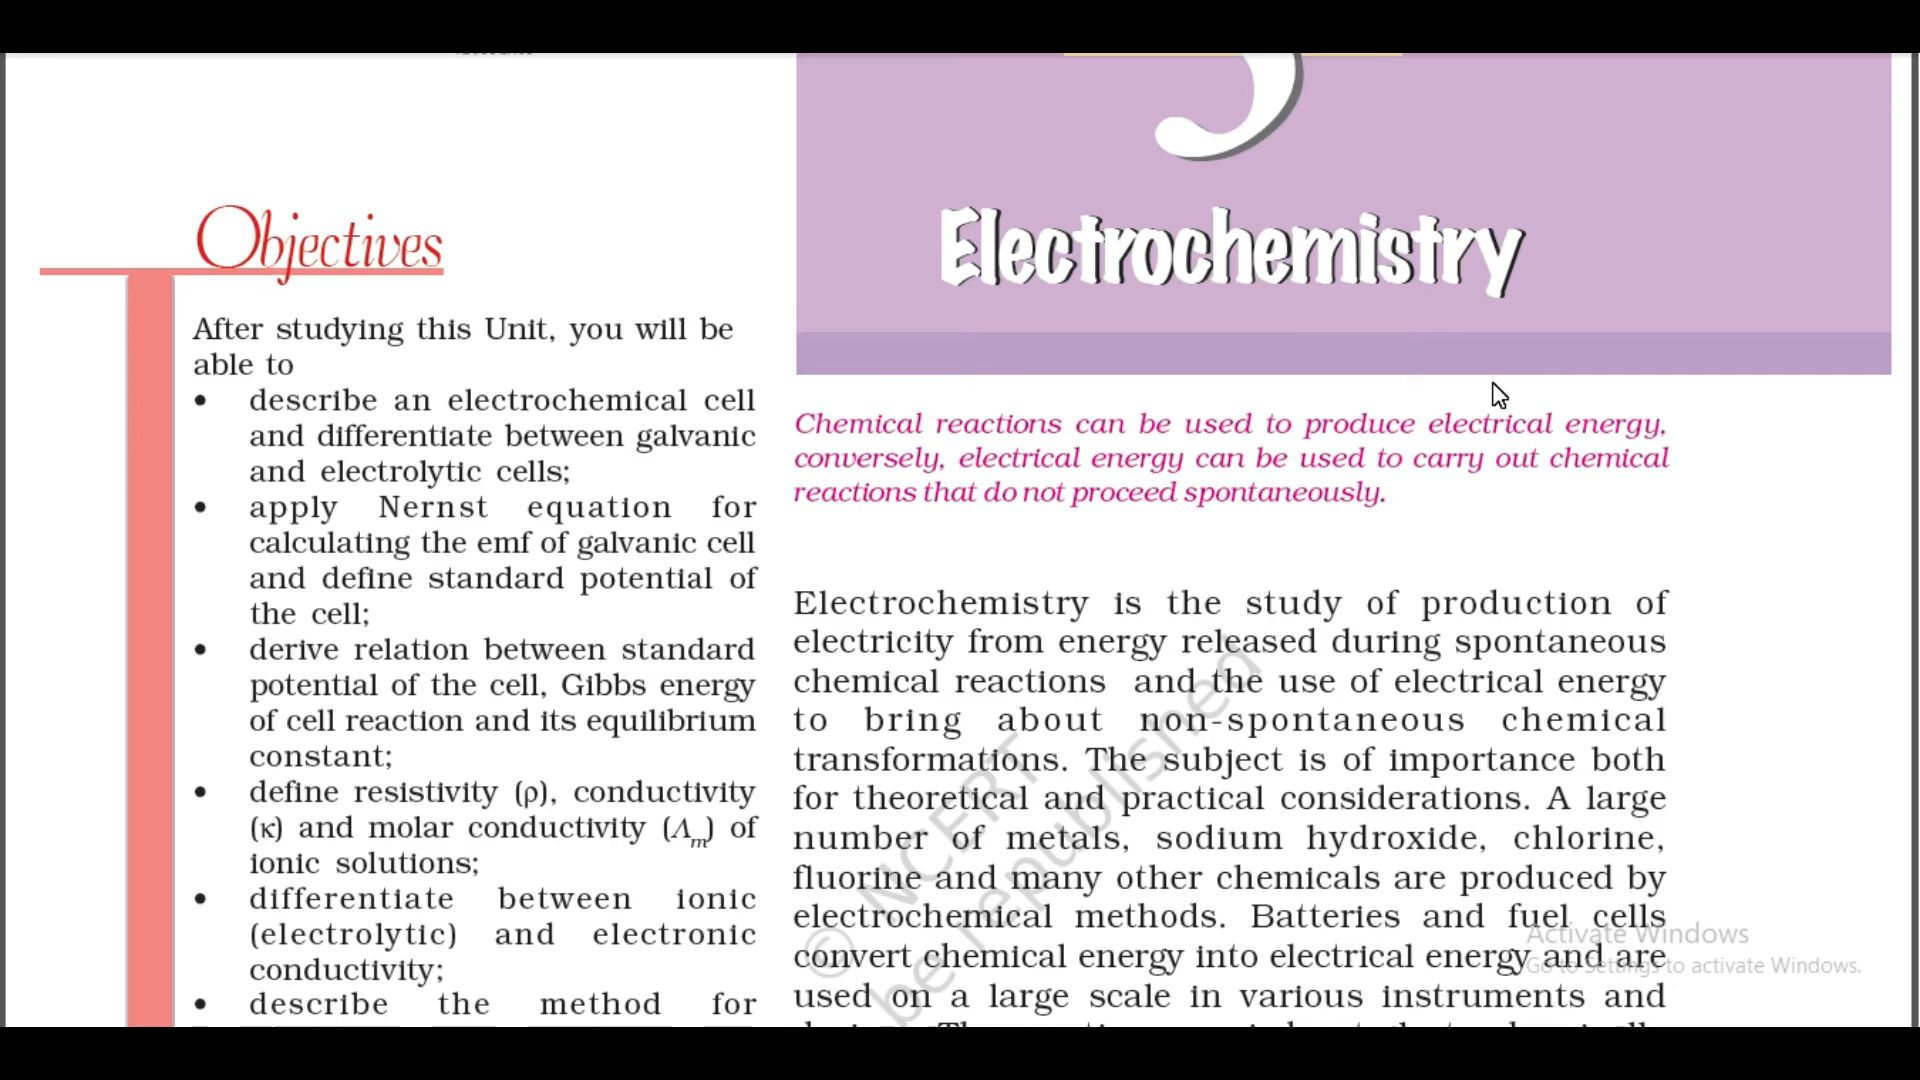 3
Electrochemistry
Objectives
After studying this Unit, you will be
able to
• describe an electrochemical cell
and differentiate between galvanic
and electrolytic cells;
• apply Nernst equation for
calculating the emf of galvanic cell
and define standard potential of
the cell;
• derive relation between standard
potential of the cell, Gibbs energy
of cell reaction and its equilibrium
constant;
• define resistivity (ρ), conductivity
(κ) and molar conductivity (Λm) of
ionic solutions;
• differentiate between ionic
(electrolytic) and electronic
conductivity;
• describe the method for
Chemical reactions can be used to produce electrical energy,
conversely, electrical energy can be used to carry out chemical
reactions that do not proceed spontaneously.
Electrochemistry is the study of production of
electricity from energy released during spontaneous
chemical reactions and the use of electrical energy
to bring about non-spontaneous chemical
transformations. The subject is of importance both
for theoretical and practical considerations. A large
number of metals, sodium hydroxide, chlorine,
fluorine and many other chemicals are produced by
electrochemical methods. Batteries and fuel cells
convert chemical energy into electrical energy and are
used on a large scale in various instruments and
© NCERT
be republished
Activate Windows
Go to Settings to activate Windows.